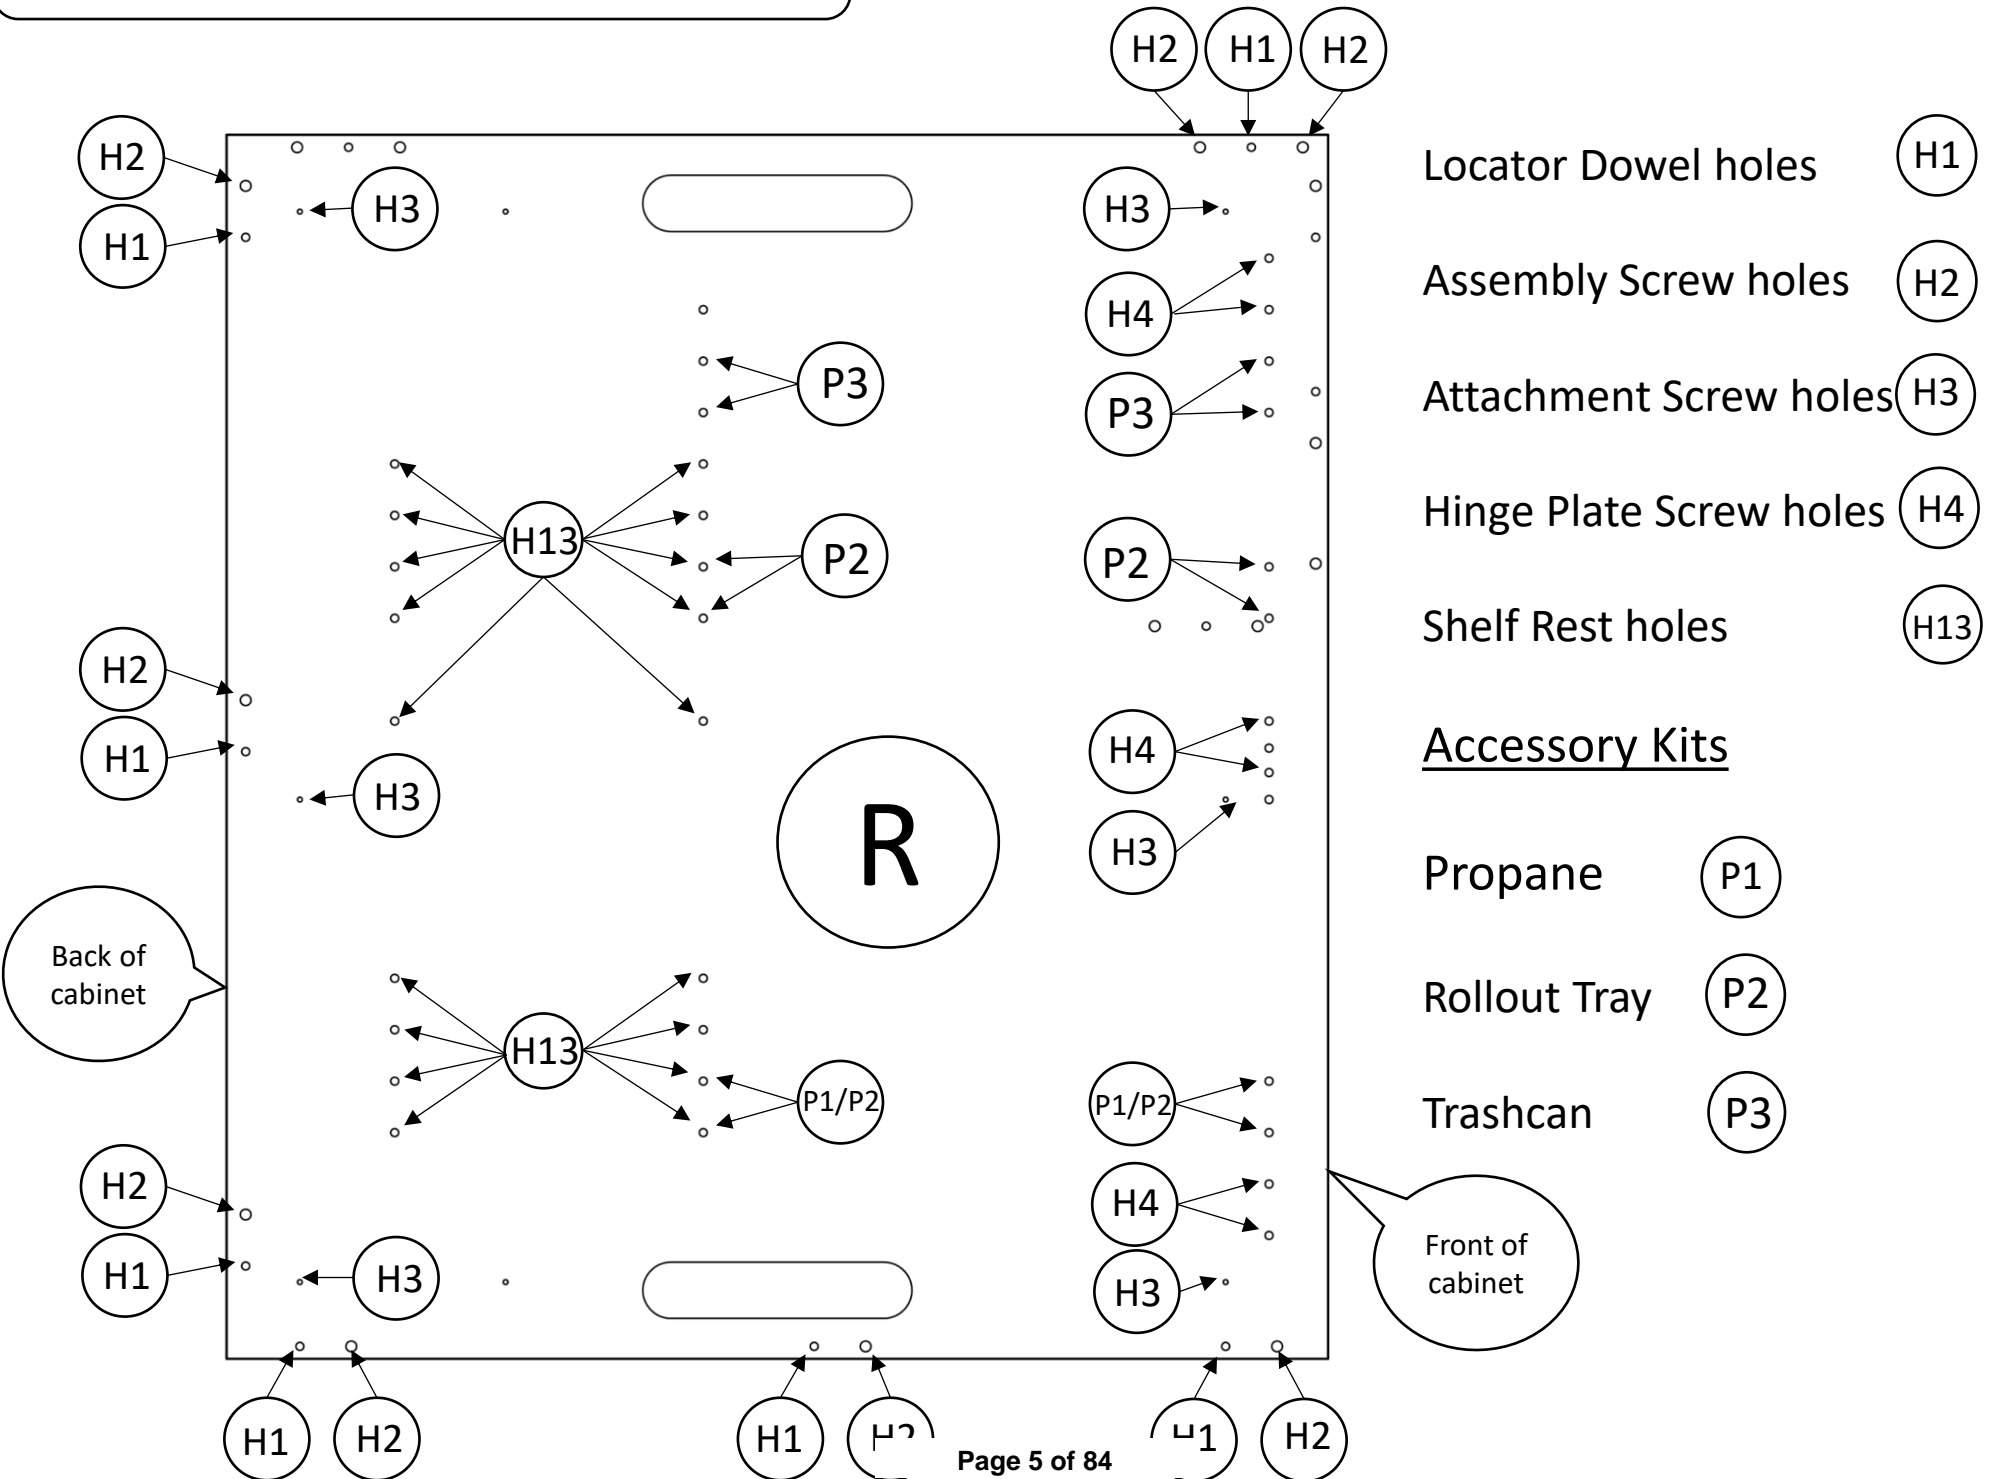 H2 H1 H2
H2
H1
H3
H3
H4
P3
P3
H13
P2
P2
H2
H1
H3
H4
H3
R
Back of
cabinet
H13
P1/P2
P1/P2
H2
H1
H3
H4
H3
Front of
cabinet
H1 H2 H1 H2 H1 H2
Locator Dowel holes H1
Assembly Screw holes H2
Attachment Screw holes H3
Hinge Plate Screw holes H4
Shelf Rest holes H13
Accessory Kits
Propane P1
Rollout Tray P2
Trashcan P3
Page 5 of 84